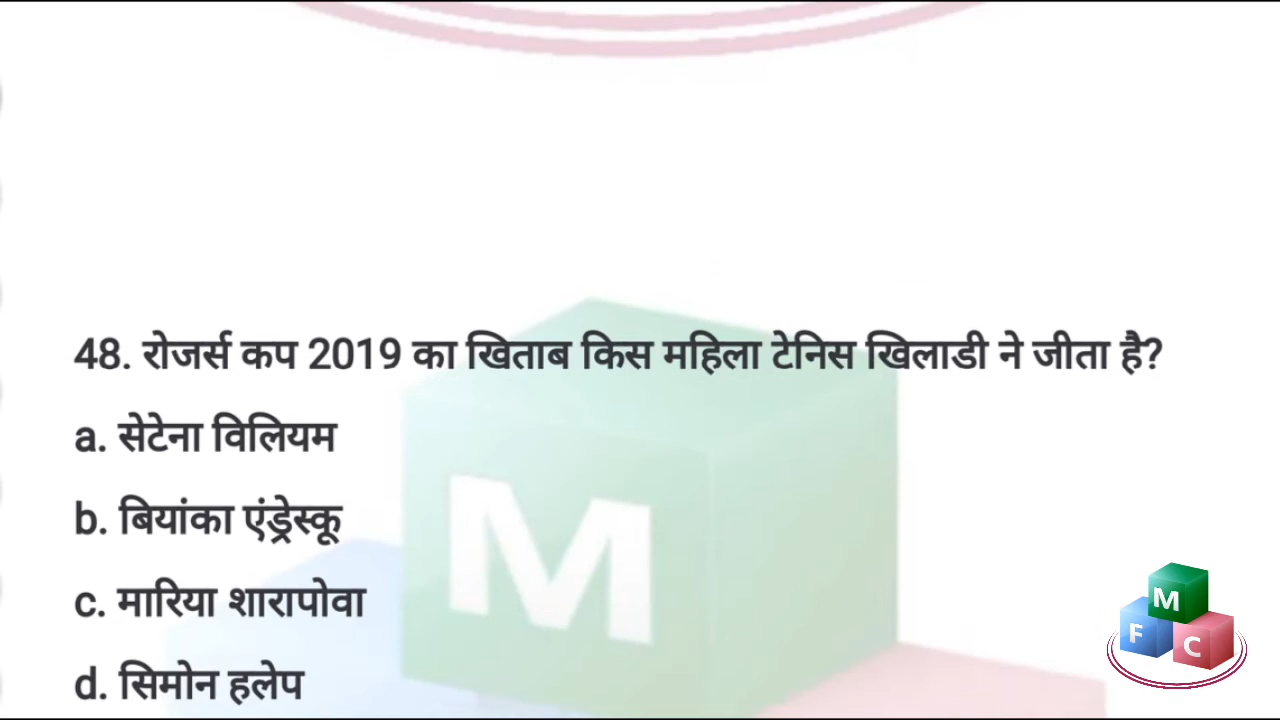 48. रोजर्स कप 2019 का खिताब किस महिला टेनिस खिलाडी ने जीता है?
a. सेटेना विलियम
b. बियांका एंड्रेस्कू
c. मारिया शारापोवा
d. सिमोन हलेप
M
M
F
C